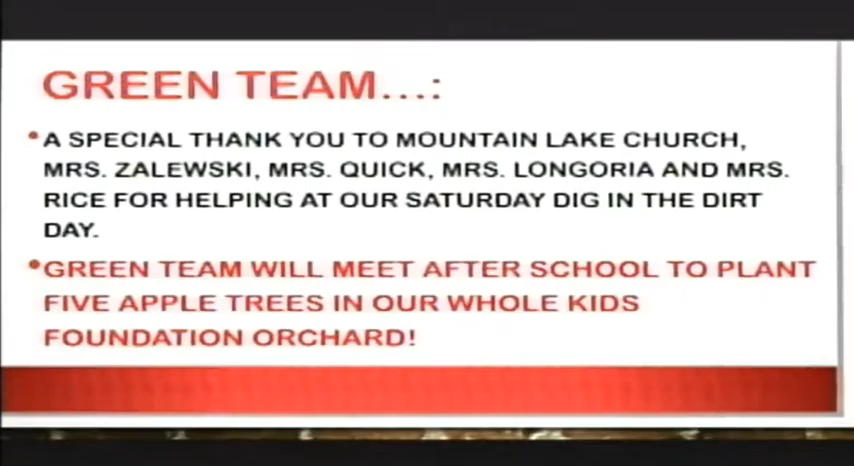 GREEN TEAM...:
• A SPECIAL THANK YOU TO MOUNTAIN LAKE CHURCH,
MRS. ZALEWSKI, MRS. QUICK, MRS. LONGORIA AND MRS.
RICE FOR HELPING AT OUR SATURDAY DIG IN THE DIRT
DAY.
• GREEN TEAM WILL MEET AFTER SCHOOL TO PLANT
FIVE APPLE TREES IN OUR WHOLE KIDS
FOUNDATION ORCHARD!